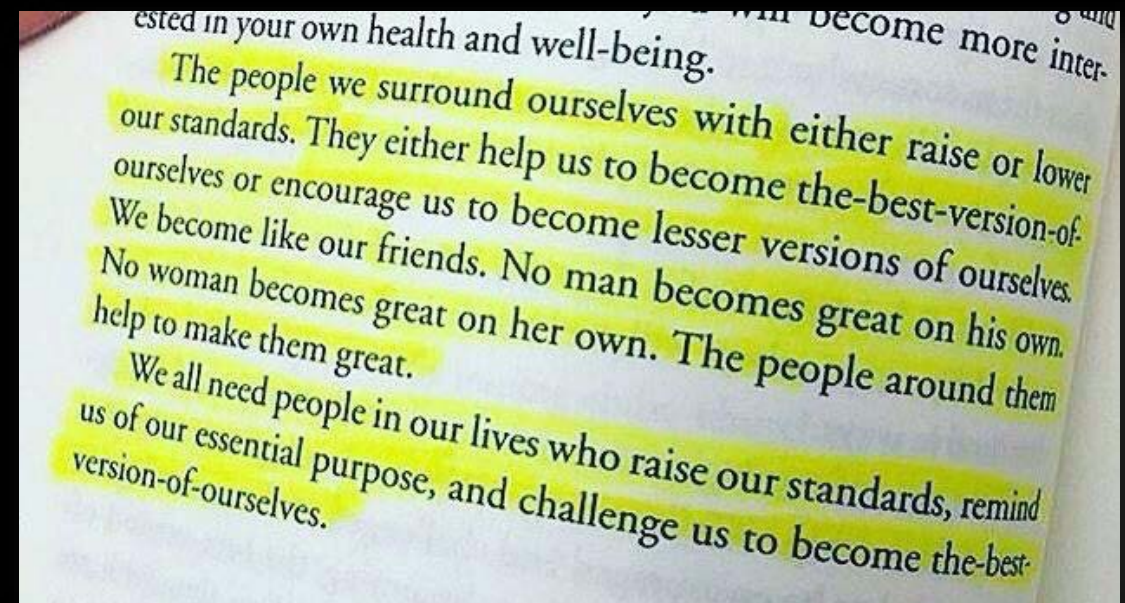 will become more inter-
ested in your own health and well-being.
The people we surround ourselves with either raise or lower
our standards. They either help us to become the-best-version-of-
ourselves or encourage us to become lesser versions of ourselves.
We become like our friends. No man becomes great on his own.
No woman becomes great on her own. The people around them
help to make them great.
We all need people in our lives who raise our standards, remind
us of our essential purpose, and challenge us to become the-best-
version-of-ourselves.